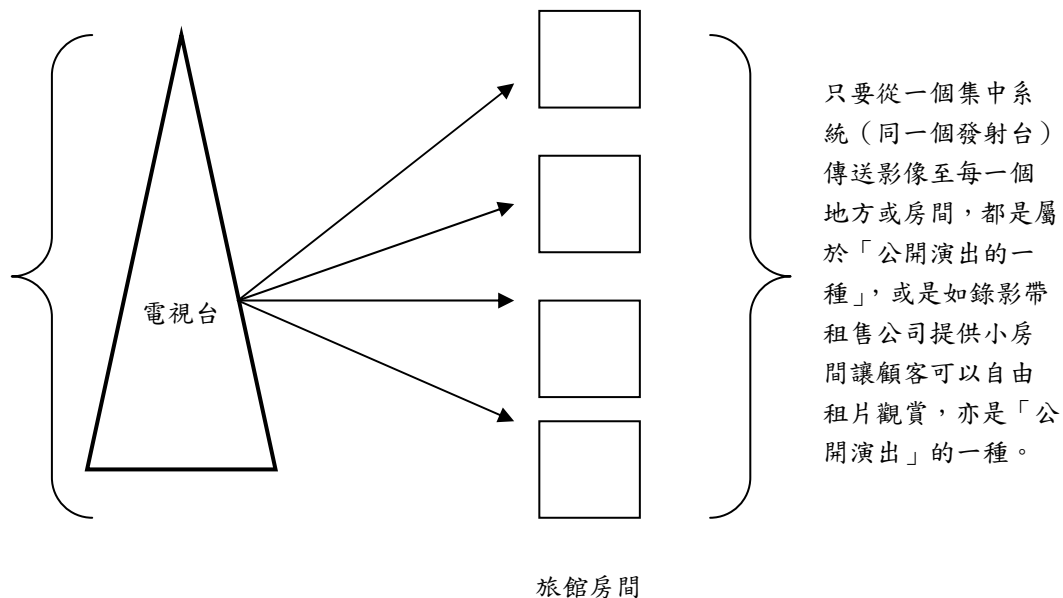 電視台
只要從一個集中系
統（同一個發射台）
傳送影像至每一個
地方或房間，都是屬
於「公開演出的一
種」，或是如錄影帶
租售公司提供小房
間讓顧客可以自由
租片觀賞，亦是「公
開演出」的一種。
旅館房間